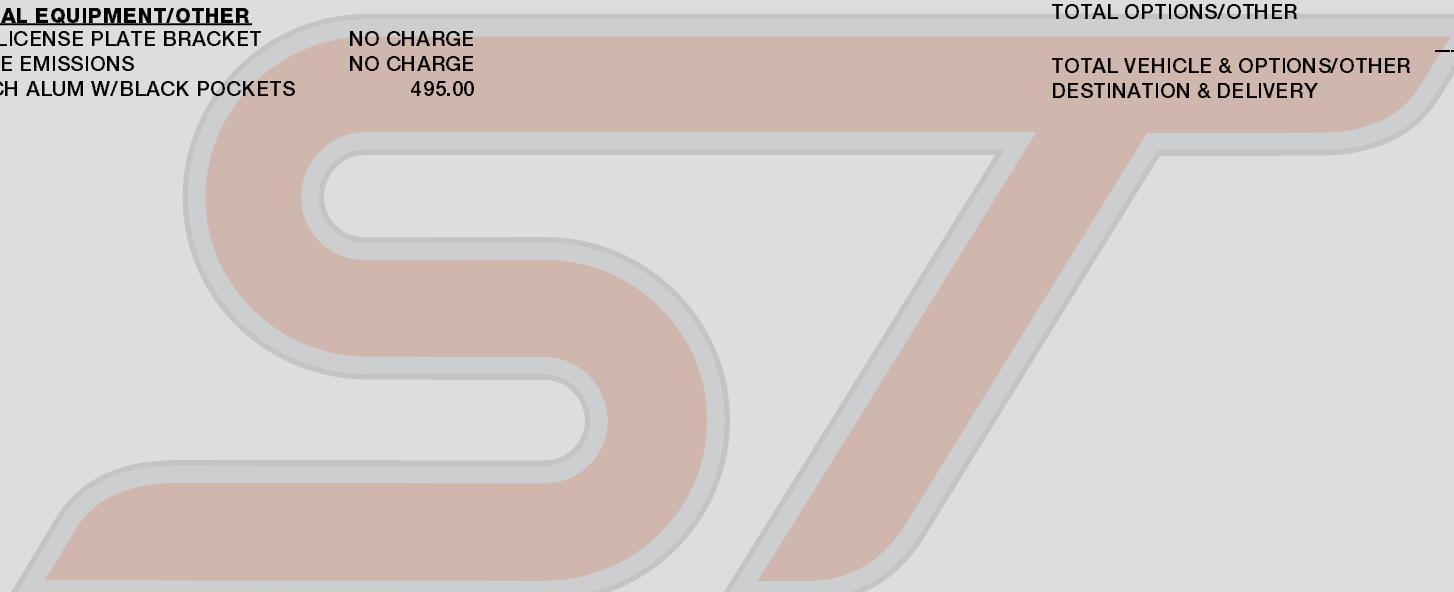 AL EQUIPMENT/OTHER
LICENSE PLATE BRACKET NO CHARGE
E EMISSIONS NO CHARGE
CH ALUM W/BLACK POCKETS 495.00
TOTAL OPTIONS/OTHER
TOTAL VEHICLE & OPTIONS/OTHER
DESTINATION & DELIVERY
ST